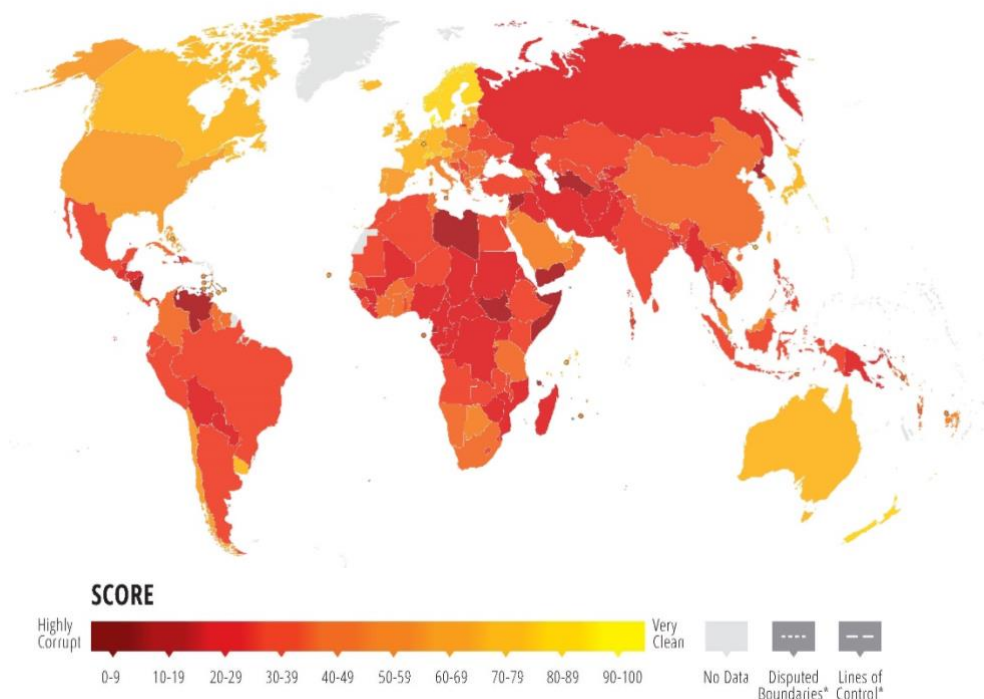 SCORE
Highly
Corrupt
Very
Clean
0-9
10-19
20-29
30-39
40-49
50-59
60-69
70-79
80-89
90-100
No Data
Disputed
Boundaries*
Lines of
Control*